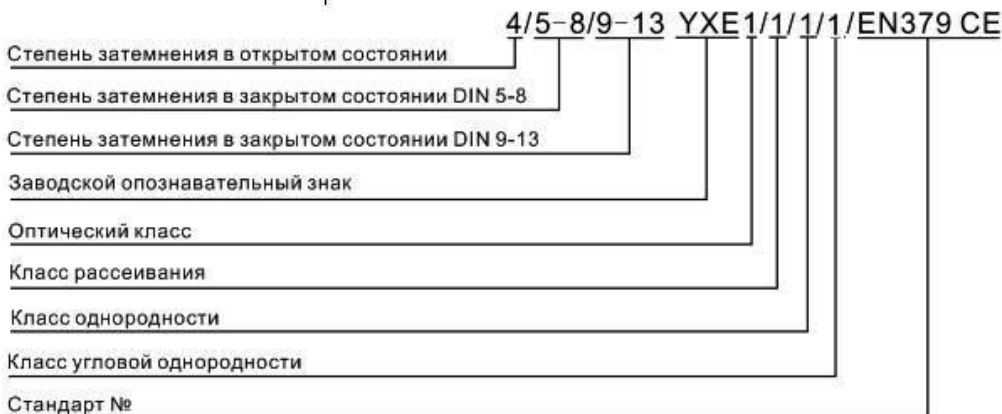 4/5-8/9-13 YXE1/1/1/1/EN379 CE
Степень затемнения в открытом состоянии
Степень затемнения в закрытом состоянии DIN 5-8
Степень затемнения в закрытом состоянии DIN 9-13
Заводской опознавательный знак
Оптический класс
Класс рассеивания
Класс однородности
Класс угловой однородности
Стандарт №